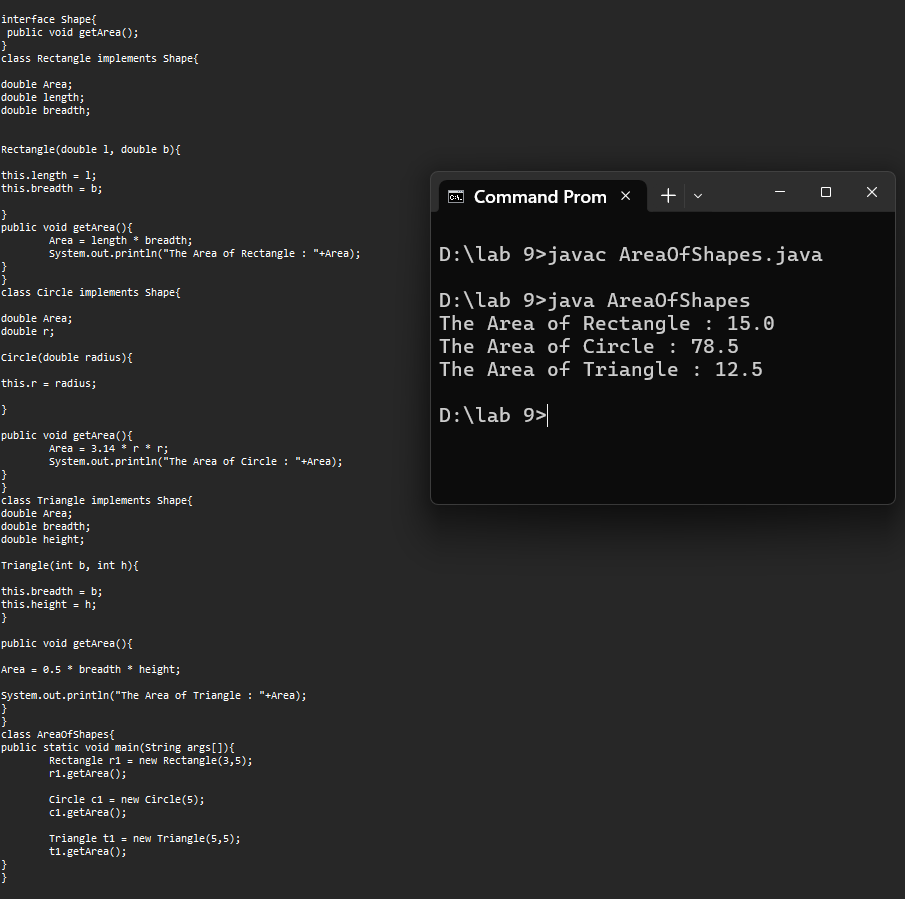 interface Shape{
 public void getArea();
}
class Rectangle implements Shape{
double Area;
double length;
double breadth;
Rectangle(double l, double b){
this.length = l;
this.breadth = b;
}
public void getArea(){
        Area = length * breadth;
        System.out.println("The Area of Rectangle : "+Area);
}
}
class Circle implements Shape{
double Area;
double r;
Circle(double radius){
this.r = radius;
}
public void getArea(){
        Area = 3.14 * r * r;
        System.out.println("The Area of Circle : "+Area);
}
}
class Triangle implements Shape{
double Area;
double breadth;
double height;
Triangle(int b, int h){
this.breadth = b;
this.height = h;
}
public void getArea(){
Area = 0.5 * breadth * height;
System.out.println("The Area of Triangle : "+Area);
}
}
class AreaOfShapes{
public static void main(String args[]){
        Rectangle r1 = new Rectangle(3,5);
        r1.getArea();
        Circle c1 = new Circle(5);
        c1.getArea();
        Triangle t1 = new Triangle(5,5);
        t1.getArea();
}
}
Command Prom
D:\lab 9>javac AreaOfShapes.java
D:\lab 9>java AreaOfShapes
The Area of Rectangle : 15.0
The Area of Circle : 78.5
The Area of Triangle : 12.5
D:\lab 9>